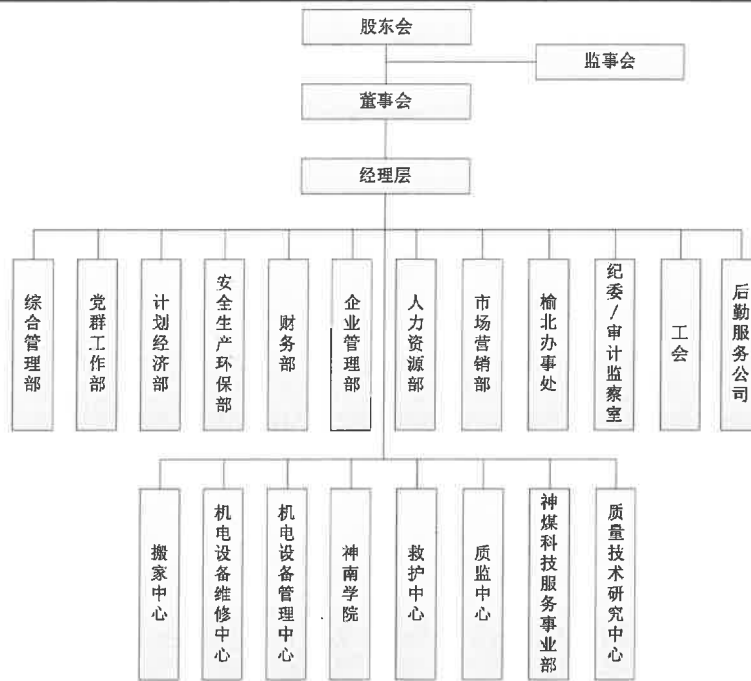 股东会
监事会
董事会
经理层
综合管理部
党群工作部
计划经济部
安全生产环保部
财务部
企业管理部
人力资源部
市场营销部
榆北办事处
纪委/审计监察室
工会
后勤服务公司
搬家中心
机电设备维修中心
机电设备管理中心
神南学院
救护中心
质监中心
神煤科技服务事业部
质量技术研究中心